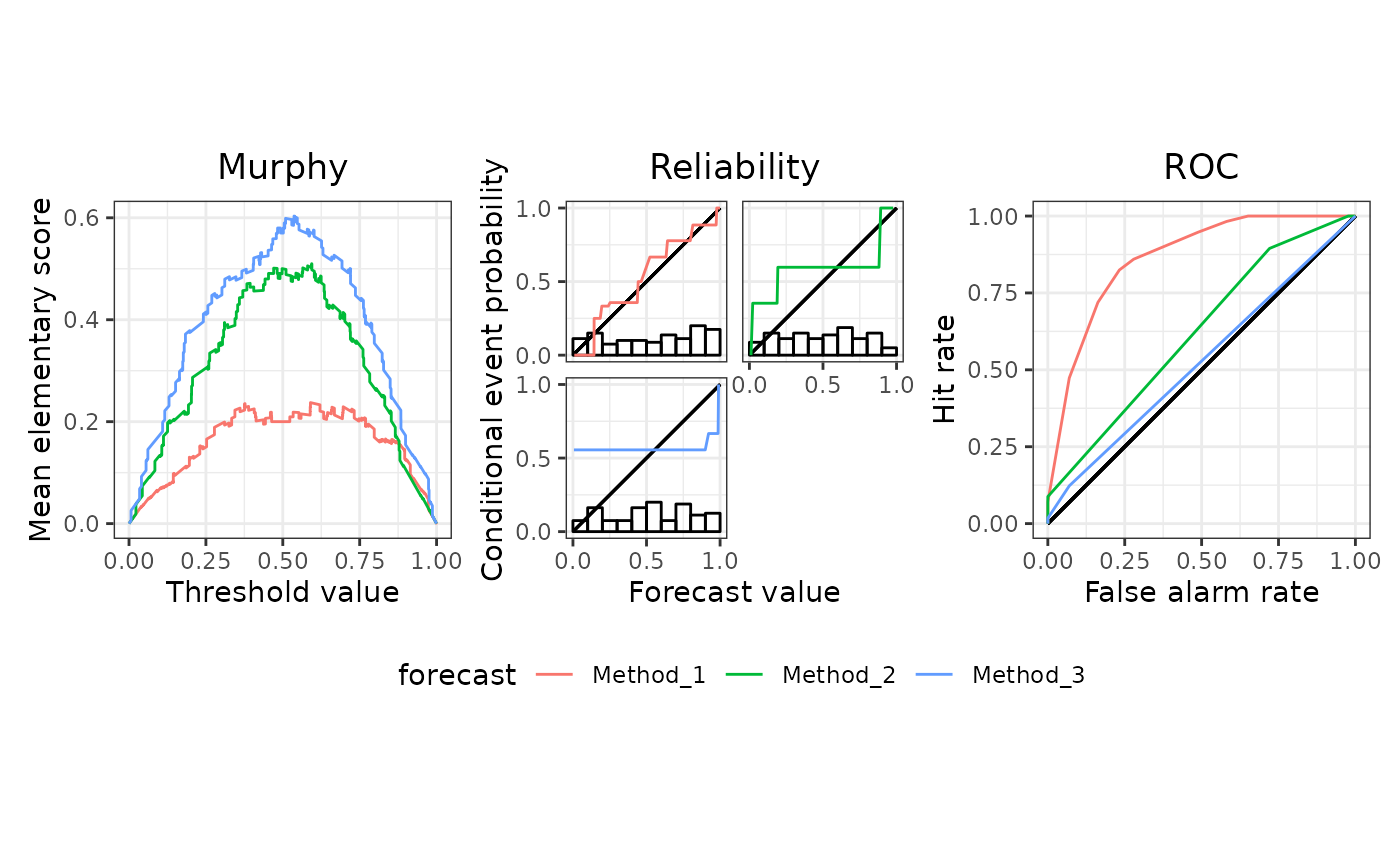 Murphy
Reliability
ROC
Mean elementary score
0.6
0.4
0.2
0.0
0.00 0.25 0.50 0.75 1.00
Threshold value
Conditional event probability
1.0
0.5
0.0
0.0 0.5 1.0
1.0
0.5
0.0
0.0 0.5 1.0
Forecast value
Hit rate
1.00
0.75
0.50
0.25
0.00
0.00 0.25 0.50 0.75 1.00
False alarm rate
forecast Method_1 Method_2 Method_3